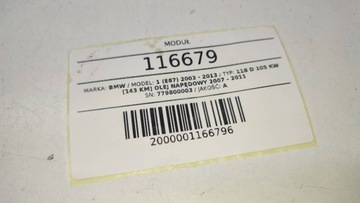 MODUŁ
116679
MARKA: BMW / MODEL: 1 (E87) 2003 - 2013 / TYP: 118 D 105 KW
[143 KM] OLEJ NAPĘDOWY 2007 - 2011
SN: 779800003 / JAKOŚĆ: A
2000001166796